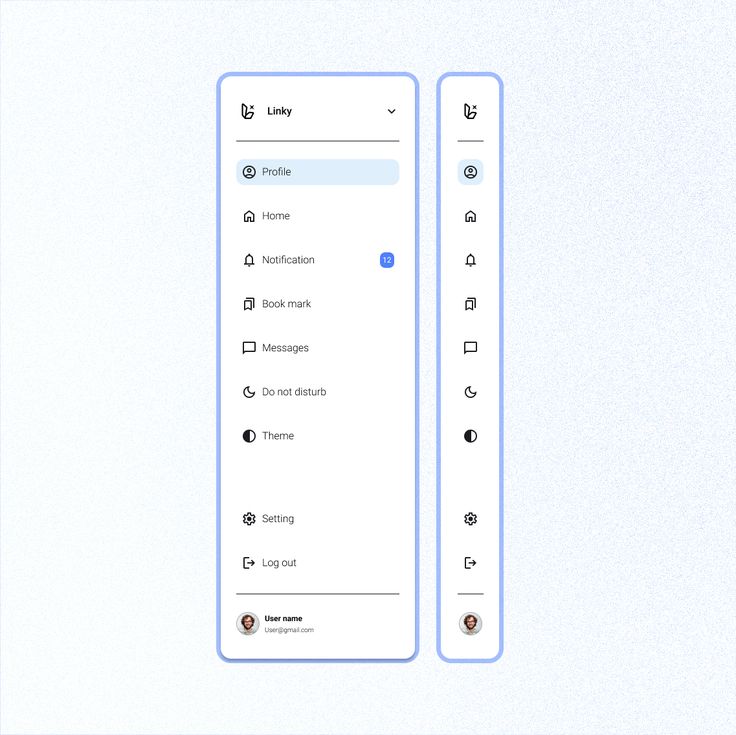 Linky
Profile
Home
Notification
12
Book mark
Messages
Do not disturb
Theme
Setting
Log out
User name
User@gmail.com